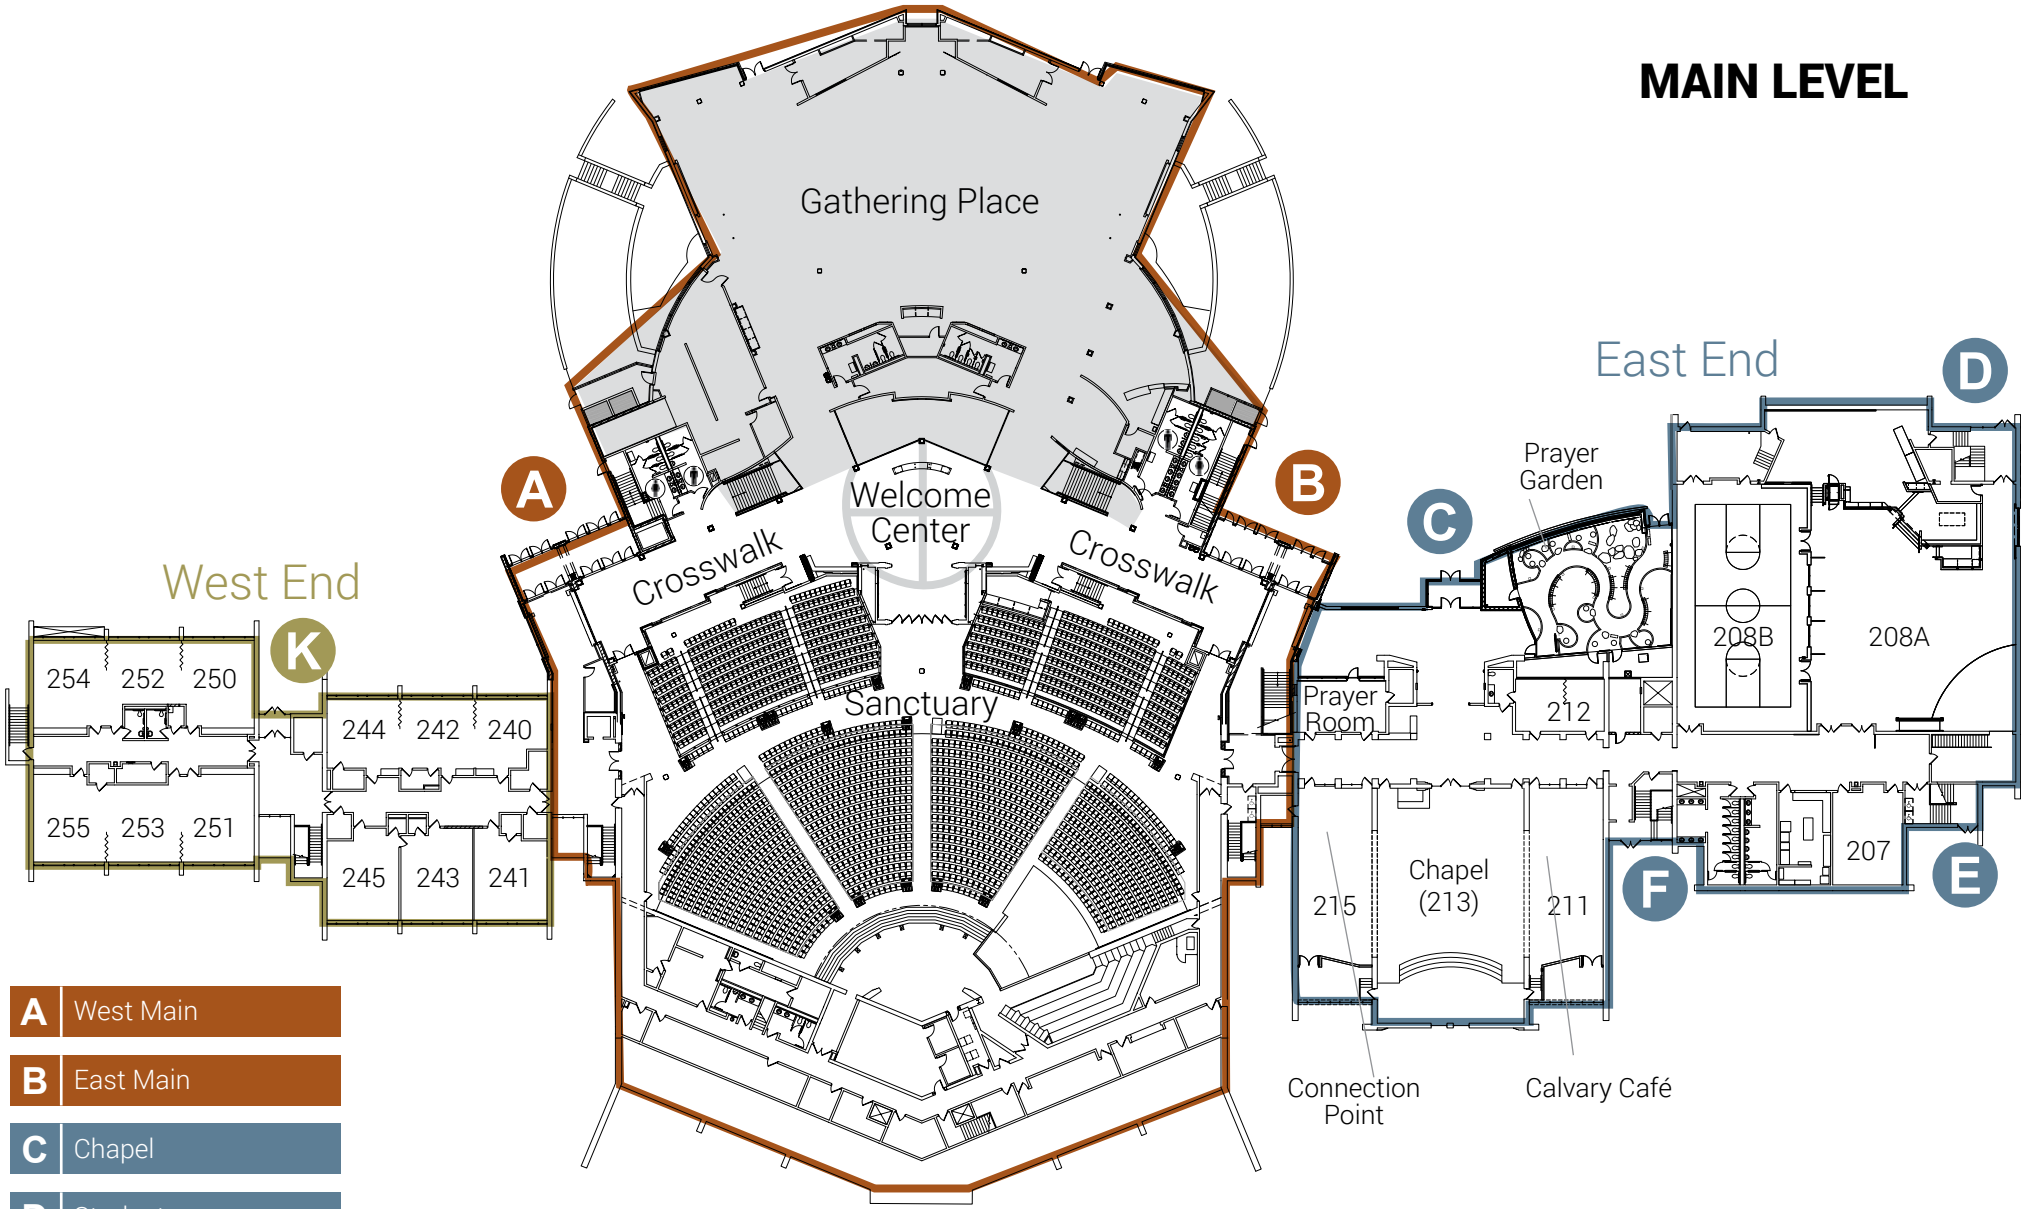 MAIN LEVEL
Gathering Place
East End
D
Prayer
Garden
A
B
C
Welcome
Center
Crosswalk
Crosswalk
West End
K
254
252
250
244
242
240
255
253
251
245
243
241
Sanctuary
Prayer
Room
212
208B
208A
207
Chapel
(213)
215
211
F
E
Connection
Point
Calvary Café
A West Main
B East Main
C Chapel